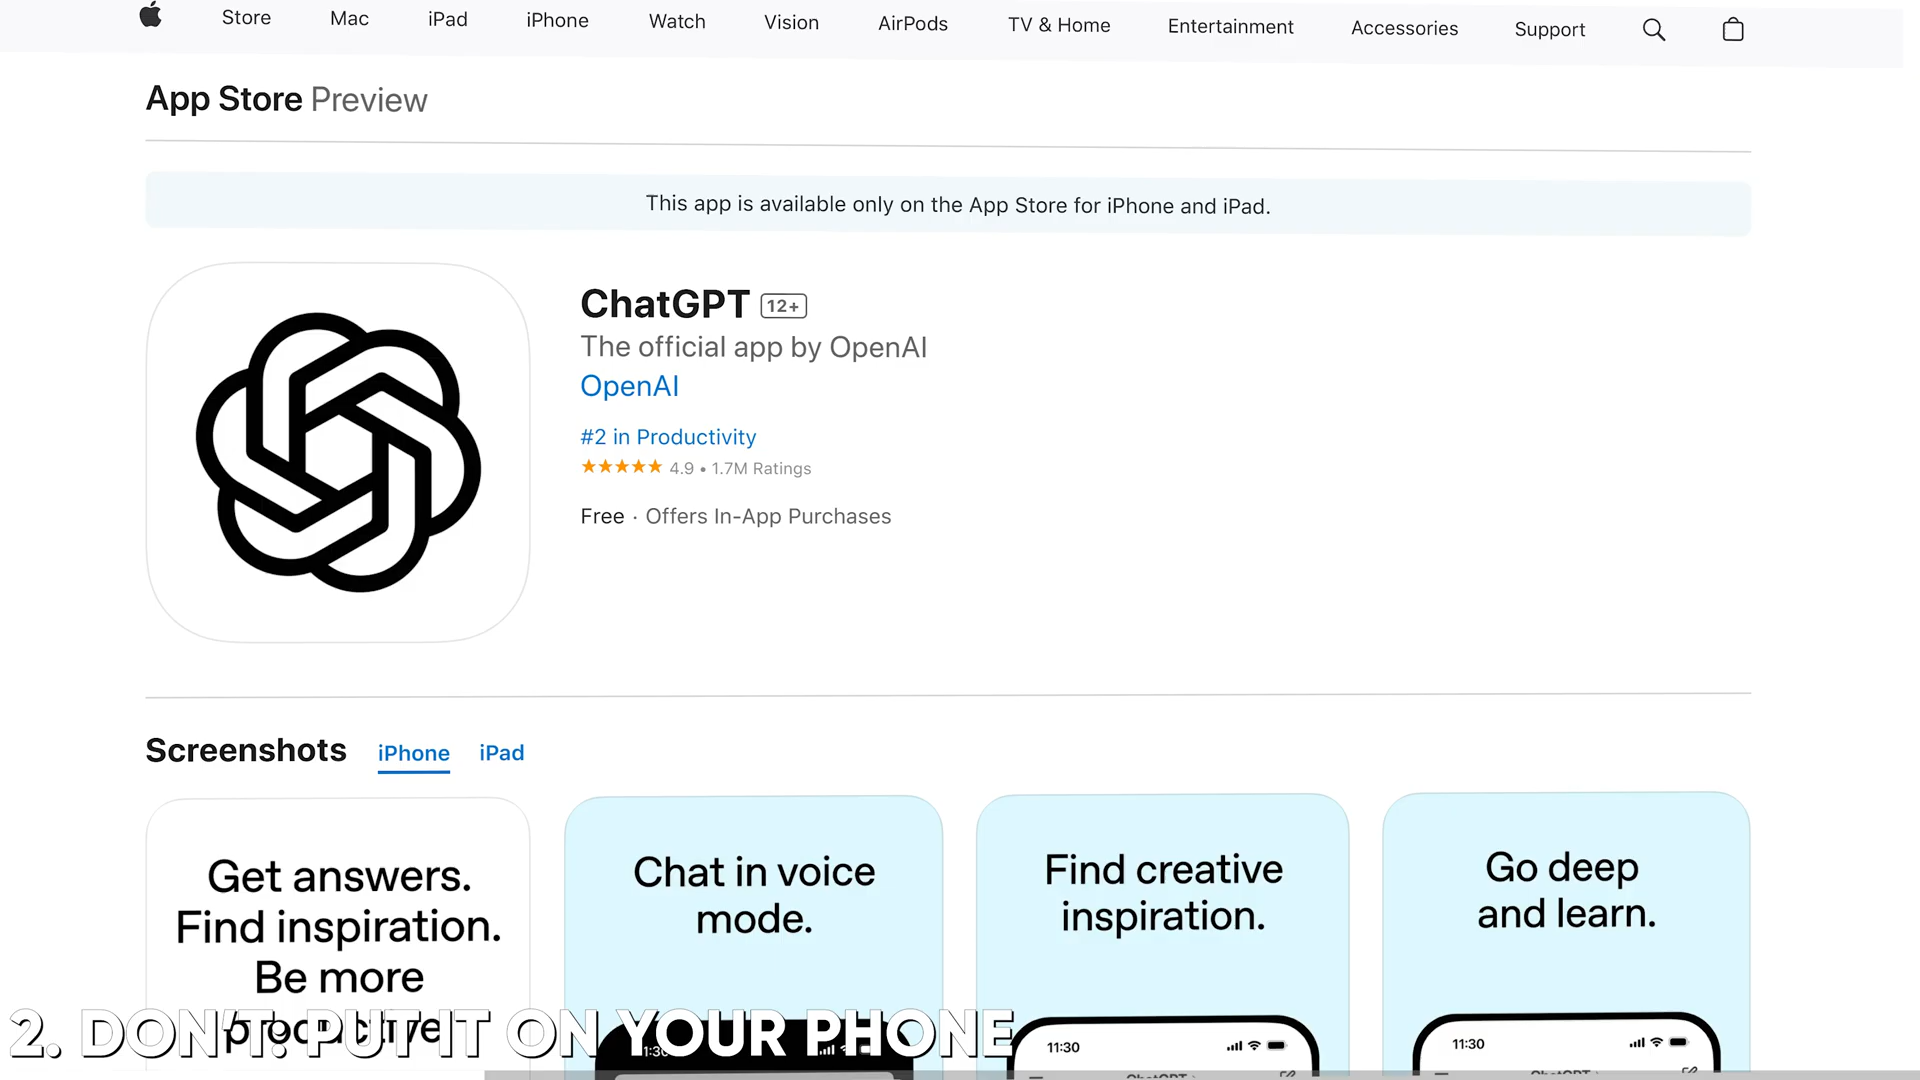 Store Mac iPad iPhone Watch Vision AirPods TV & Home Entertainment Accessories Support
App Store Preview
This app is available only on the App Store for iPhone and iPad.
ChatGPT 12+
The official app by OpenAI
OpenAI
#2 in Productivity
★★★★★ 4.9 • 1.7M Ratings
Free · Offers In-App Purchases
Screenshots iPhone iPad
Get answers.
Find inspiration.
Be more
productive
Chat in voice
mode.
Find creative
inspiration.
Go deep
and learn.
2. DON'T. PUT IT ON YOUR PHONE
11:30
11:30